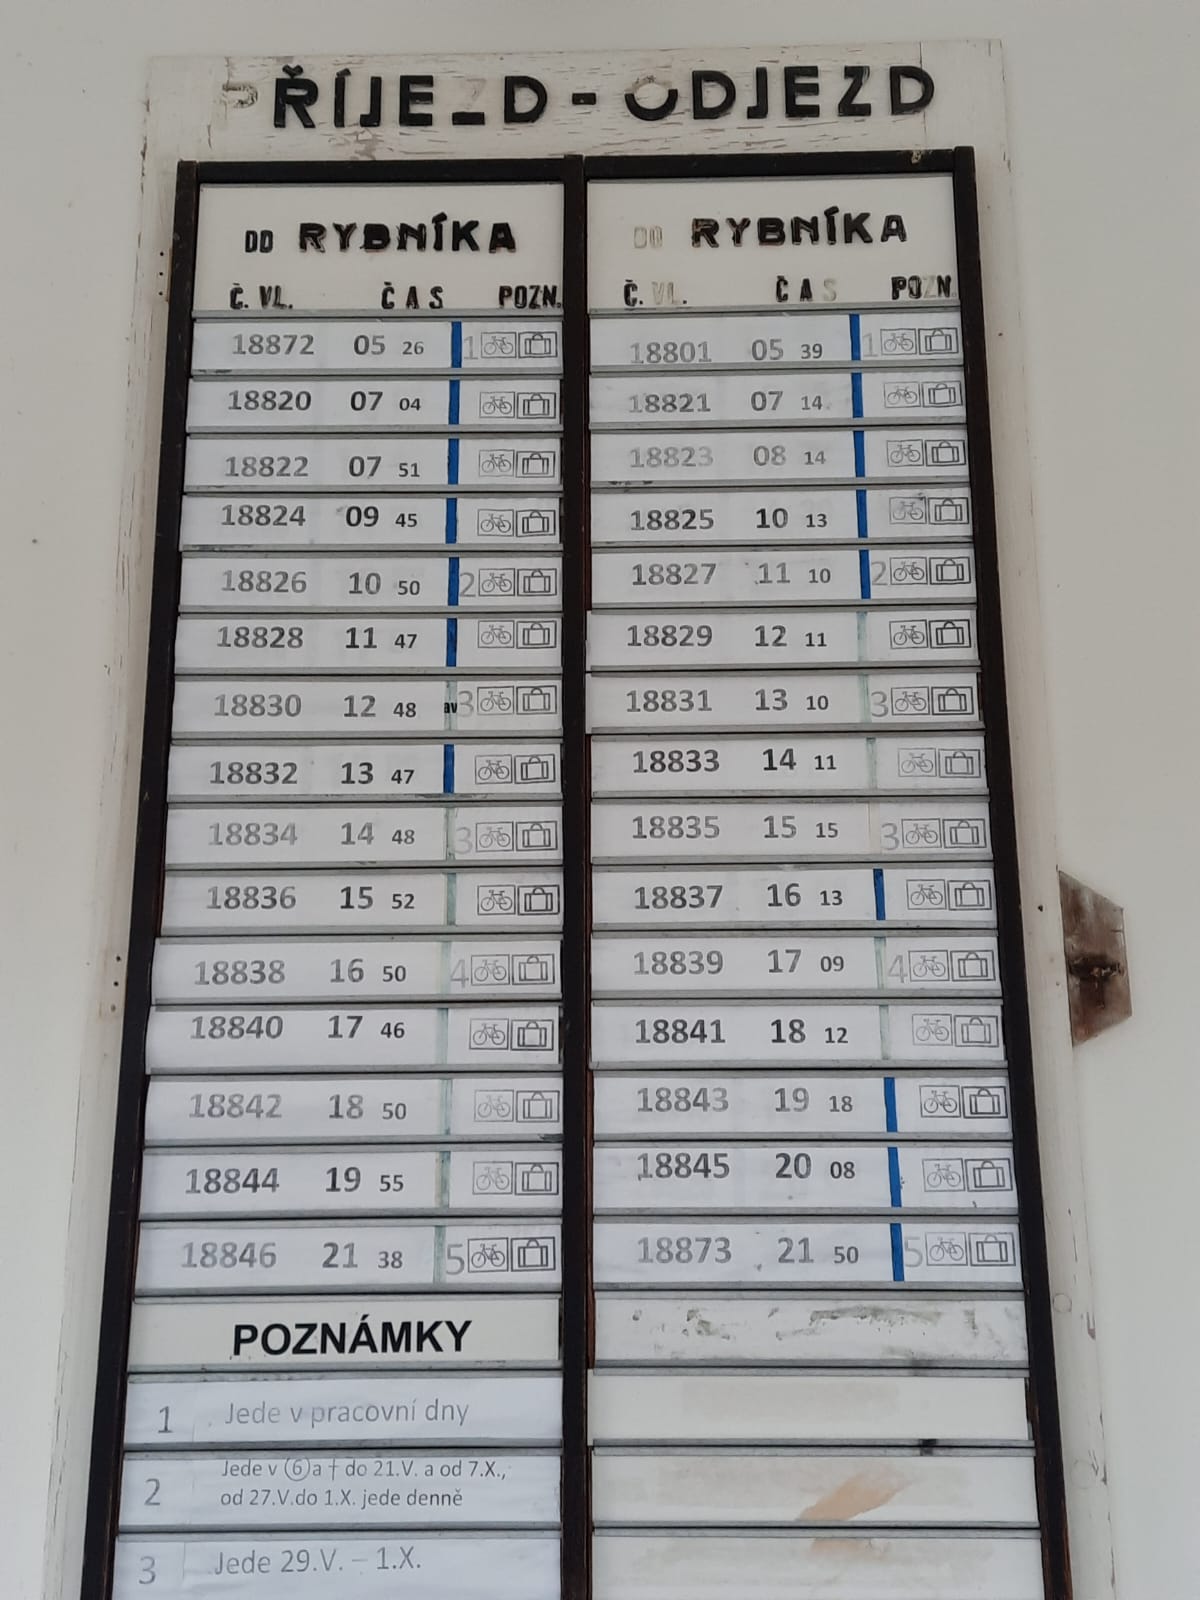 PŘÍJEZD - ODJEZD
OD RYBNÍKA
Č. VL. ČAS POZN.
18872 05 26 1
18820 07 04
18822 07 51
18824 09 45
18826 10 50 2
18828 11 47
18830 12 48 av 3
18832 13 47
18834 14 48 3
18836 15 52
18838 16 50 4
18840 17 46
18842 18 50
18844 19 55
18846 21 38 5
DO RYBNÍKA
Č. VL. ČAS POZN
18801 05 39 1
18821 07 14
18823 08 14
18825 10 13
18827 11 10 2
18829 12 11
18831 13 10 3
18833 14 11
18835 15 15 3
18837 16 13
18839 17 09 4
18841 18 12
18843 19 18
18845 20 08
18873 21 50 5
POZNÁMKY
1 Jede v pracovní dny
2 Jede v ⑥ a † do 21.V. a od 7.X.,
od 27.V.do 1.X. jede denně
3 Jede 29.V. – 1.X.